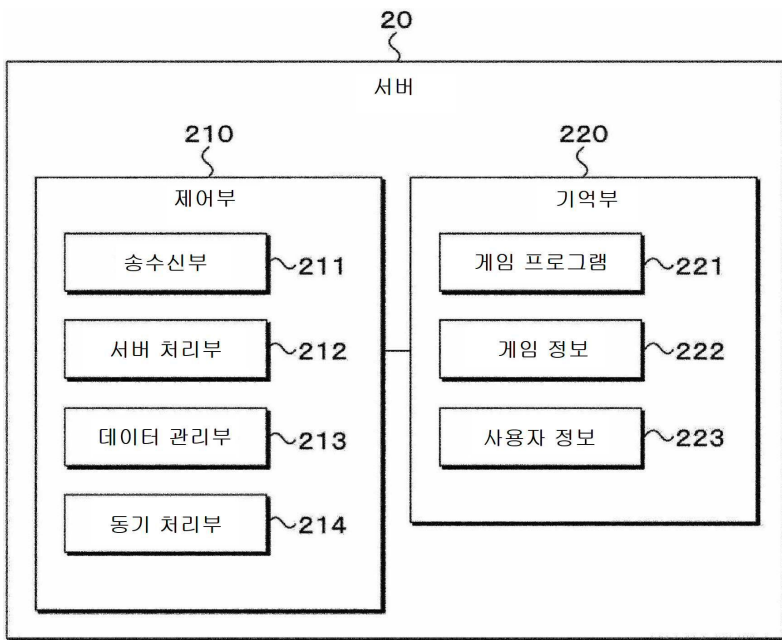 20
서버
210
제어부
송수신부
211
서버 처리부
212
데이터 관리부
213
동기 처리부
214
220
기억부
게임 프로그램
221
게임 정보
222
사용자 정보
223